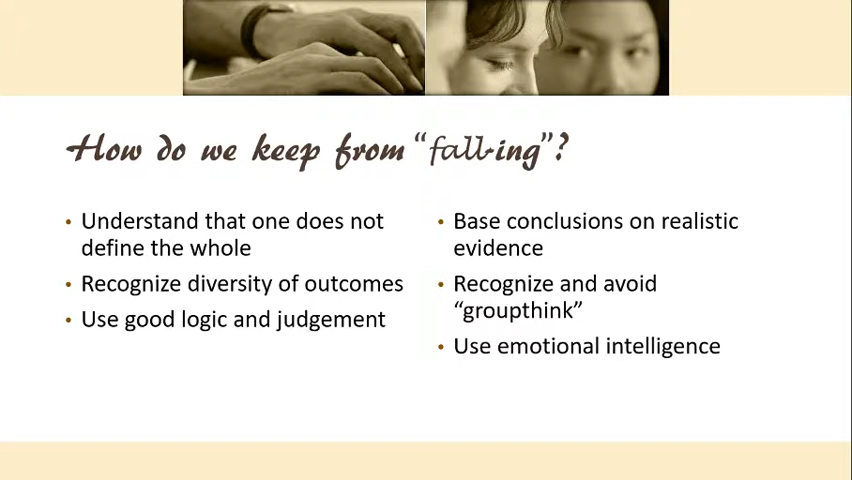 How do we keep from “fall-ing”?
• Understand that one does not
define the whole
• Recognize diversity of outcomes
• Use good logic and judgement
• Base conclusions on realistic
evidence
• Recognize and avoid
“groupthink”
• Use emotional intelligence